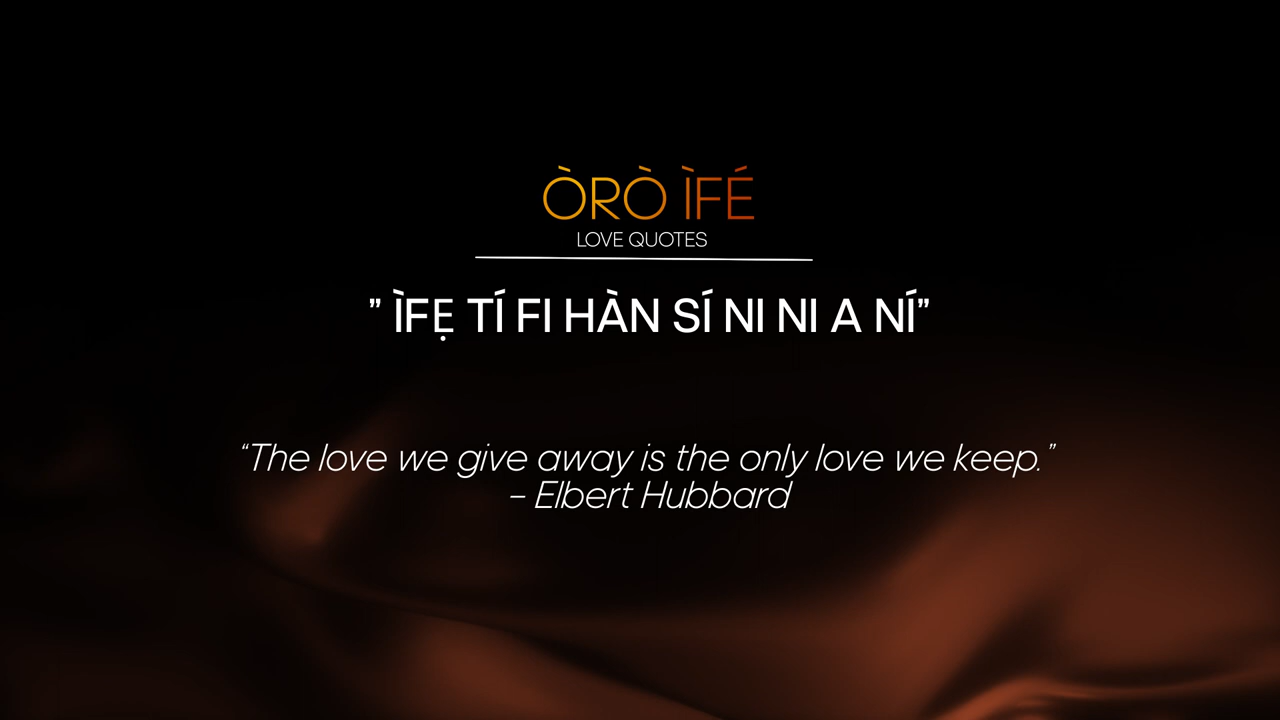 ÒRÒ ÌFÉ
LOVE QUOTES
” ÌFẸ TÍ FI HÀN SÍ NI NI A NÍ”
“The love we give away is the only love we keep.”
– Elbert Hubbard